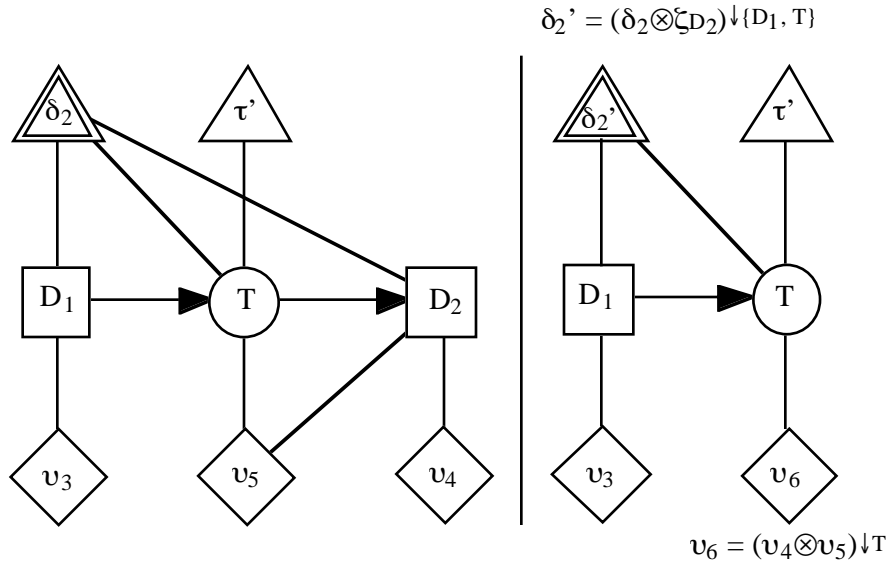 δ₂’ = (δ₂⊗ζD₂)↓{D₁, T}
δ₂ τ’ δ₂’ τ’
D₁ T D₂ D₁ T
υ₃ υ₅ υ₄ υ₃ υ₆
υ₆ = (υ₄⊗υ₅)↓T